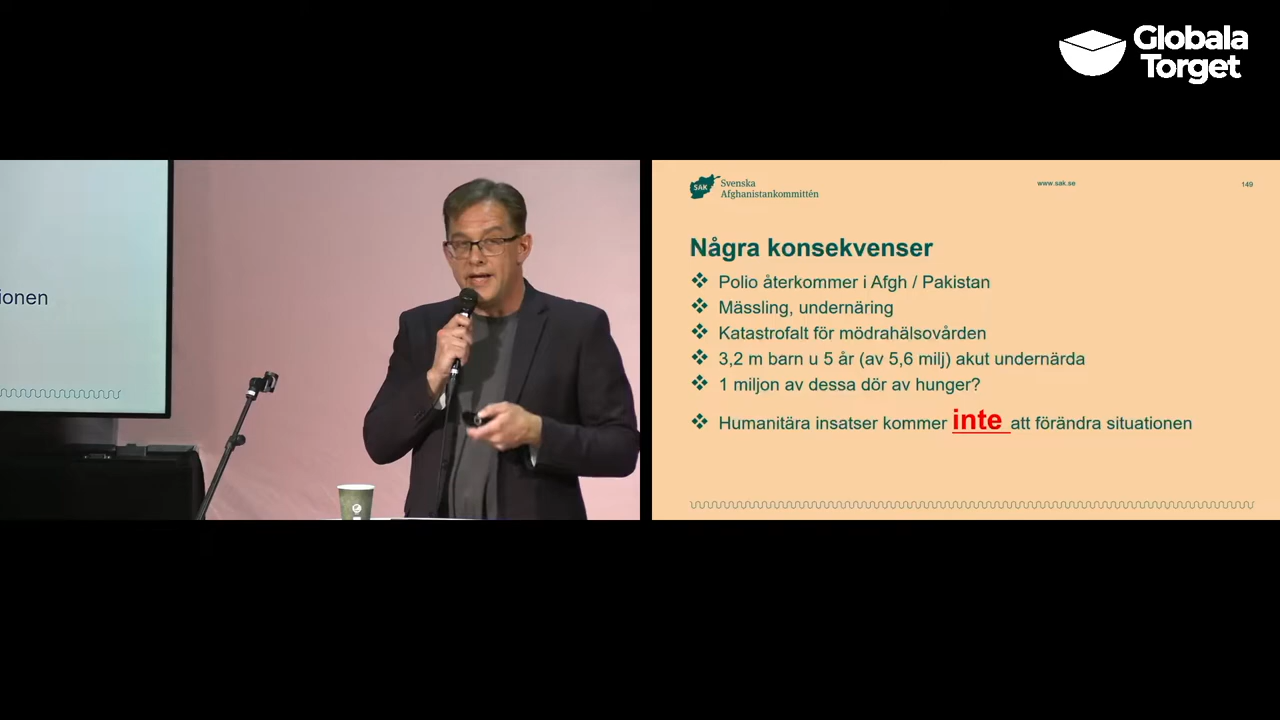 Globala
Torget
ionen
SAK
Svenska
Afghanistankommittén
www.sak.se
149
Några konsekvenser
Polio återkommer i Afgh / Pakistan
Mässling, undernäring
Katastrofalt för mödrahälsovården
3,2 m barn u 5 år (av 5,6 milj) akut undernärda
1 miljon av dessa dör av hunger?
Humanitära insatser kommer inte att förändra situationen